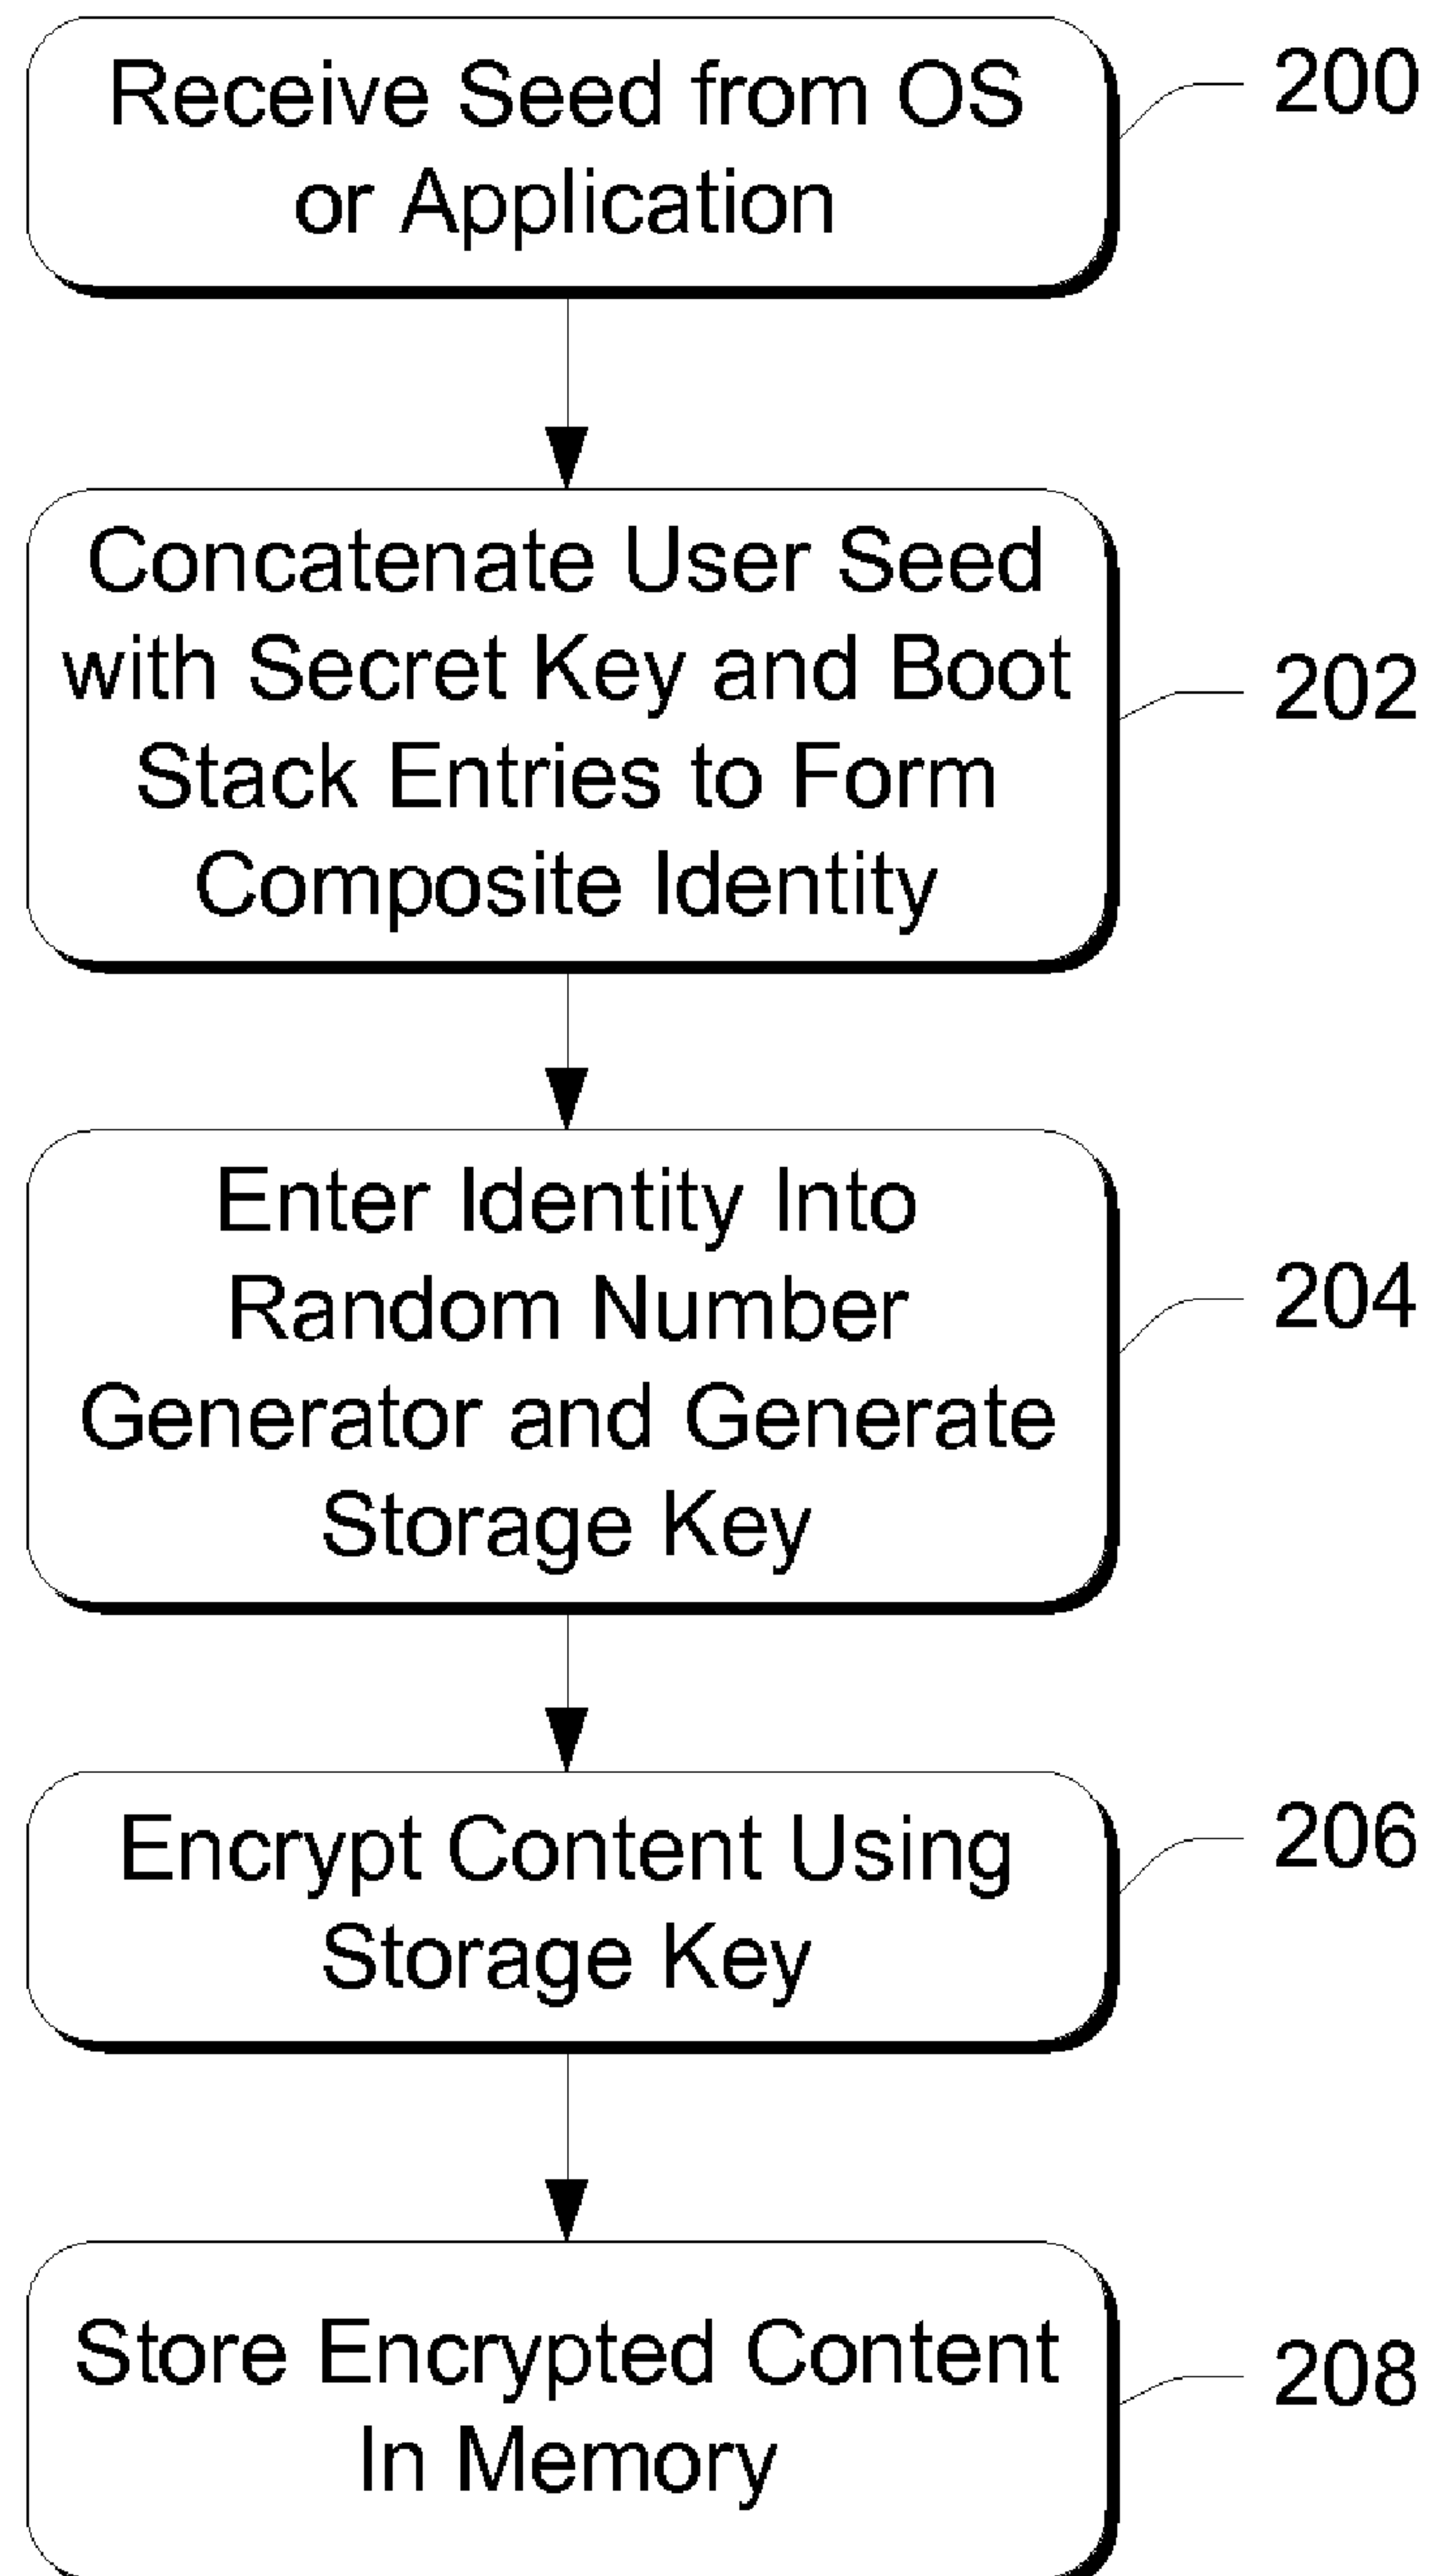 Receive Seed from OS
or Application
200
Concatenate User Seed
with Secret Key and Boot
Stack Entries to Form
Composite Identity
202
Enter Identity Into
Random Number
Generator and Generate
Storage Key
204
Encrypt Content Using
Storage Key
206
Store Encrypted Content
In Memory
208